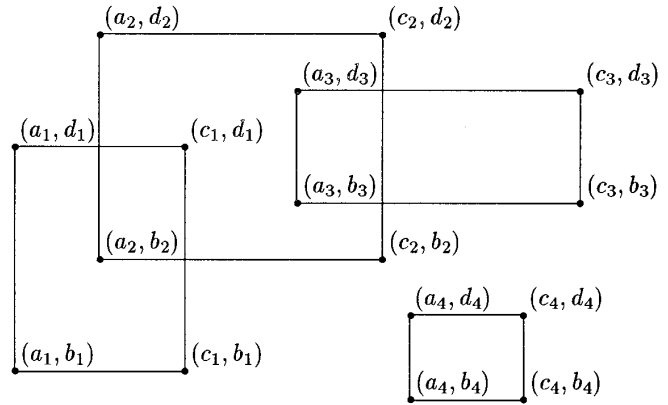 (a₂, d₂) (c₂, d₂)
(a₃, d₃) (c₃, d₃)
(a₁, d₁) (c₁, d₁)
(a₃, b₃) (c₃, b₃)
(a₂, b₂) (c₂, b₂)
(a₄, d₄) (c₄, d₄)
(a₁, b₁) (c₁, b₁)
(a₄, b₄) (c₄, b₄)